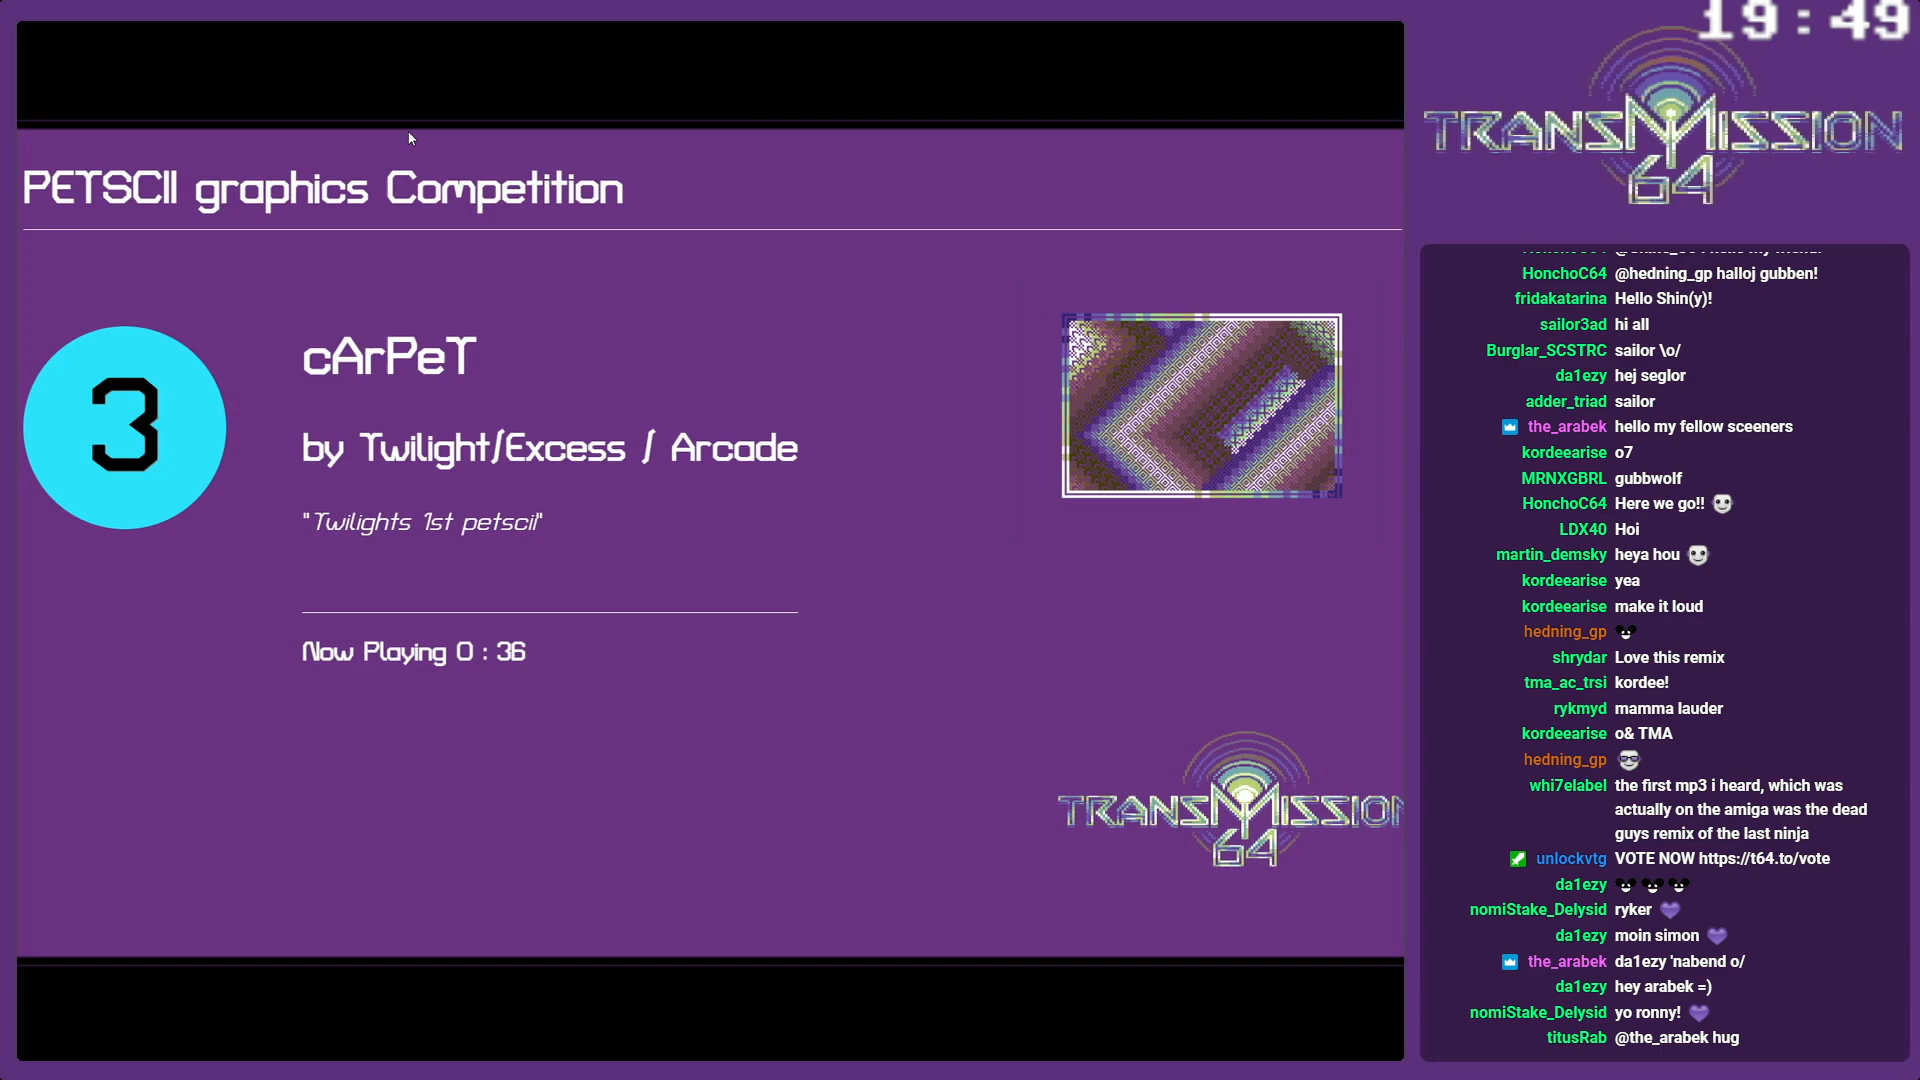 19:49
TRANSMISSION
64
PETSCII graphics Competition
3
cArPeT
by Twilight/Excess / Arcade
"Twilights 1st petscii"
Now Playing 0 : 36
TRANSMISSION
64
HonchoC64 @hedning_gp halloj gubben!
fridakatarina Hello Shin(y)!
sailor3ad hi all
Burglar_SCSTRC sailor \o/
da1ezy hej seglor
adder_triad sailor
the_arabek hello my fellow sceeners
kordeearise o7
MRNXGBRL gubbwolf
HonchoC64 Here we go!!
LDX40 Hoi
martin_demsky heya hou
kordeearise yea
kordeearise make it loud
hedning_gp
shrydar Love this remix
tma_ac_trsi kordee!
rykmyd mamma lauder
kordeearise o& TMA
hedning_gp
whi7elabel the first mp3 i heard, which was
actually on the amiga was the dead
guys remix of the last ninja
unlockvtg VOTE NOW https://t64.to/vote
da1ezy
nomiStake_Delysid ryker
da1ezy moin simon
the_arabek da1ezy 'nabend o/
da1ezy hey arabek =)
nomiStake_Delysid yo ronny!
titusRab @the_arabek hug